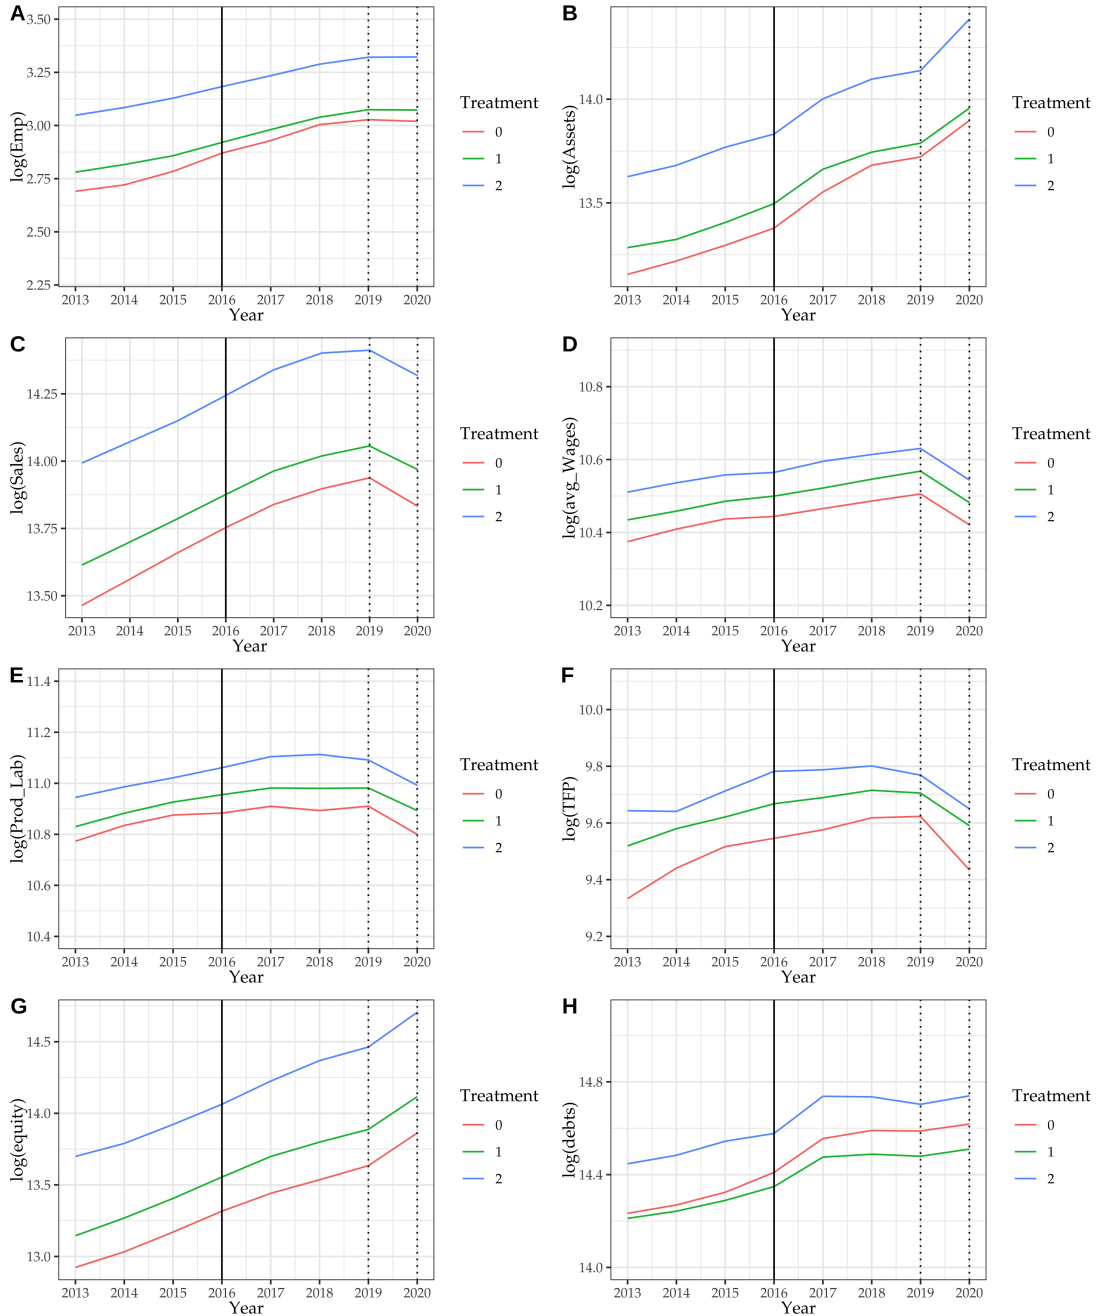 A
log(Emp)
3.50
3.25
3.00
2.75
2.50
2.25
2013 2014 2015 2016 2017 2018 2019 2020
Year
Treatment
0
1
2
B
log(Assets)
14.0
13.5
2013 2014 2015 2016 2017 2018 2019 2020
Year
Treatment
0
1
2
C
log(Sales)
14.25
14.00
13.75
13.50
2013 2014 2015 2016 2017 2018 2019 2020
Year
Treatment
0
1
2
D
log(avg_Wages)
10.8
10.6
10.4
10.2
2013 2014 2015 2016 2017 2018 2019 2020
Year
Treatment
0
1
2
E
log(Prod_Lab)
11.4
11.2
11.0
10.8
10.6
10.4
2013 2014 2015 2016 2017 2018 2019 2020
Year
Treatment
0
1
2
F
log(TFP)
10.0
9.8
9.6
9.4
9.2
2013 2014 2015 2016 2017 2018 2019 2020
Year
Treatment
0
1
2
G
log(equity)
14.5
14.0
13.5
13.0
2013 2014 2015 2016 2017 2018 2019 2020
Year
Treatment
0
1
2
H
log(debts)
14.8
14.4
14.0
2013 2014 2015 2016 2017 2018 2019 2020
Year
Treatment
0
1
2